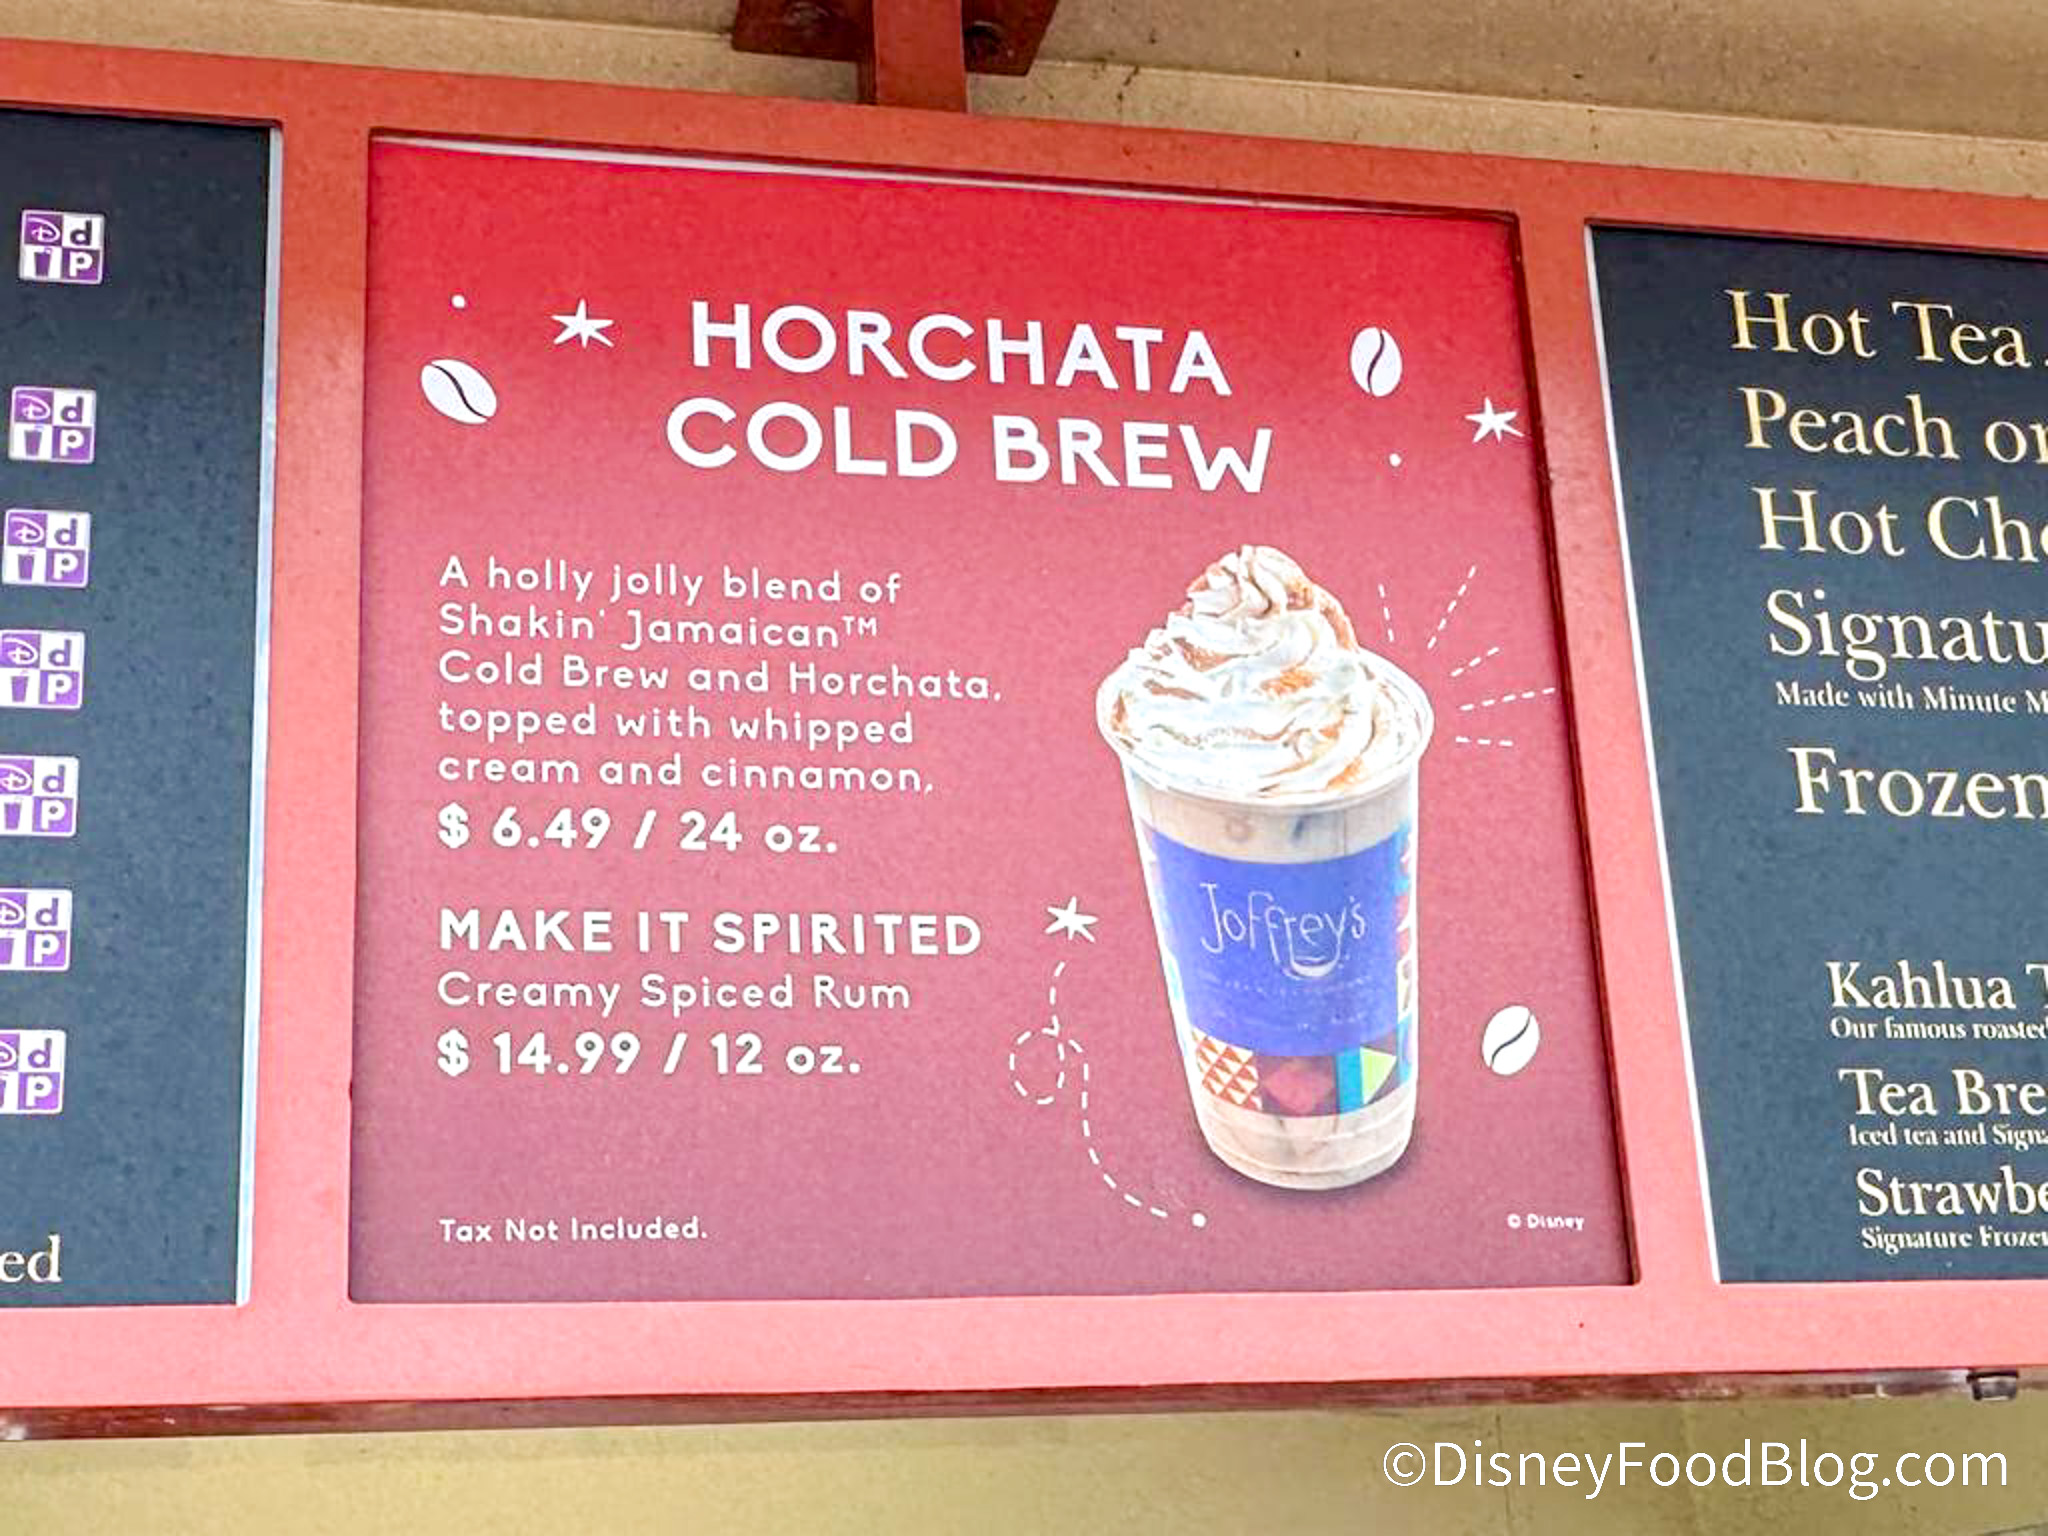 HORCHATA
COLD BREW
A holly jolly blend of
Shakin' Jamaican™
Cold Brew and Horchata,
topped with whipped
cream and cinnamon,
$ 6.49 / 24 oz.
MAKE IT SPIRITED
Creamy Spiced Rum
$ 14.99 / 12 oz.
Tax Not Included.
© Disney
Joffrey's
D d
P
D d
P
D d
P
D d
P
D d
P
D d
P
D d
P
ed
Hot Tea
Peach or
Hot Cho
Signatu
Made with Minute M
Frozen
Kahlua T
Our famous roasted
Tea Bre
Iced tea and Signa
Strawbe
Signature Frozen
©DisneyFoodBlog.com